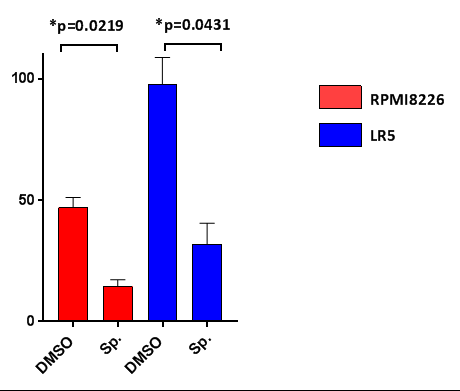 *p=0.0219
*p=0.0431
100
50
0
DMSO
Sp.
DMSO
Sp.
RPMI8226
LR5